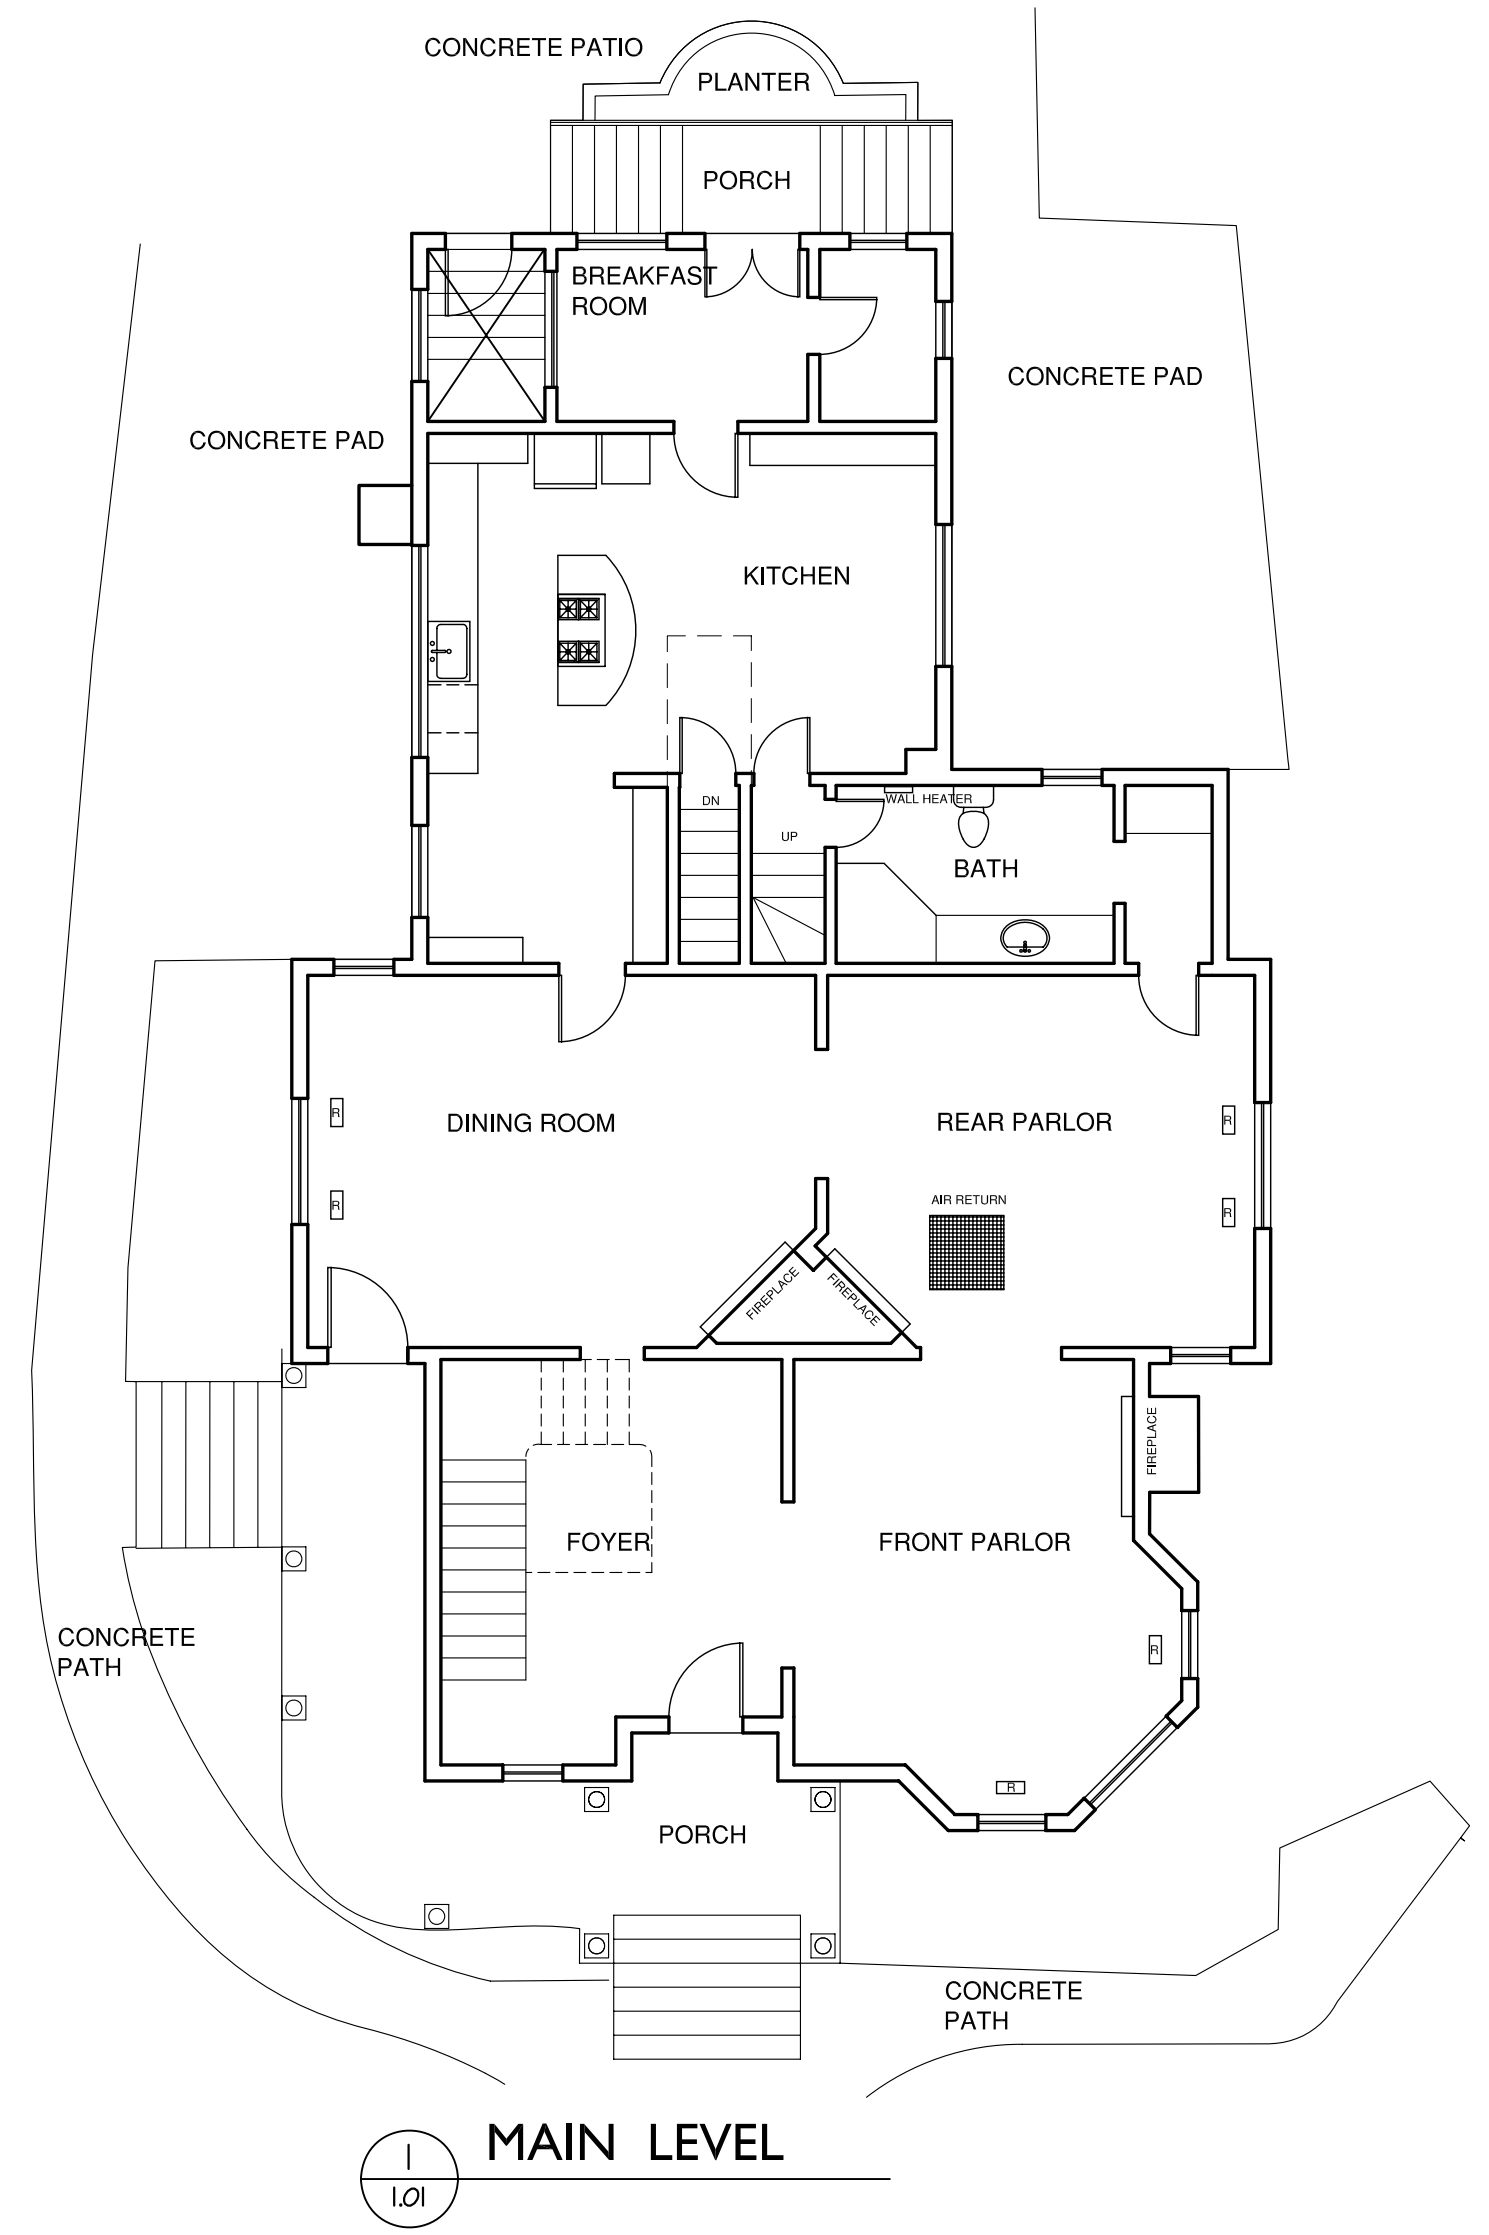 CONCRETE PATIO
PLANTER
PORCH
BREAKFAST
ROOM
CONCRETE PAD
CONCRETE PAD
KITCHEN
DN
WALL HEATER
UP
BATH
DINING ROOM
REAR PARLOR
R
R
R
R
AIR RETURN
FIREPLACE
FIREPLACE
FIREPLACE
FOYER
FRONT PARLOR
CONCRETE
PATH
R
R
PORCH
CONCRETE
PATH
MAIN LEVEL
1
1.01